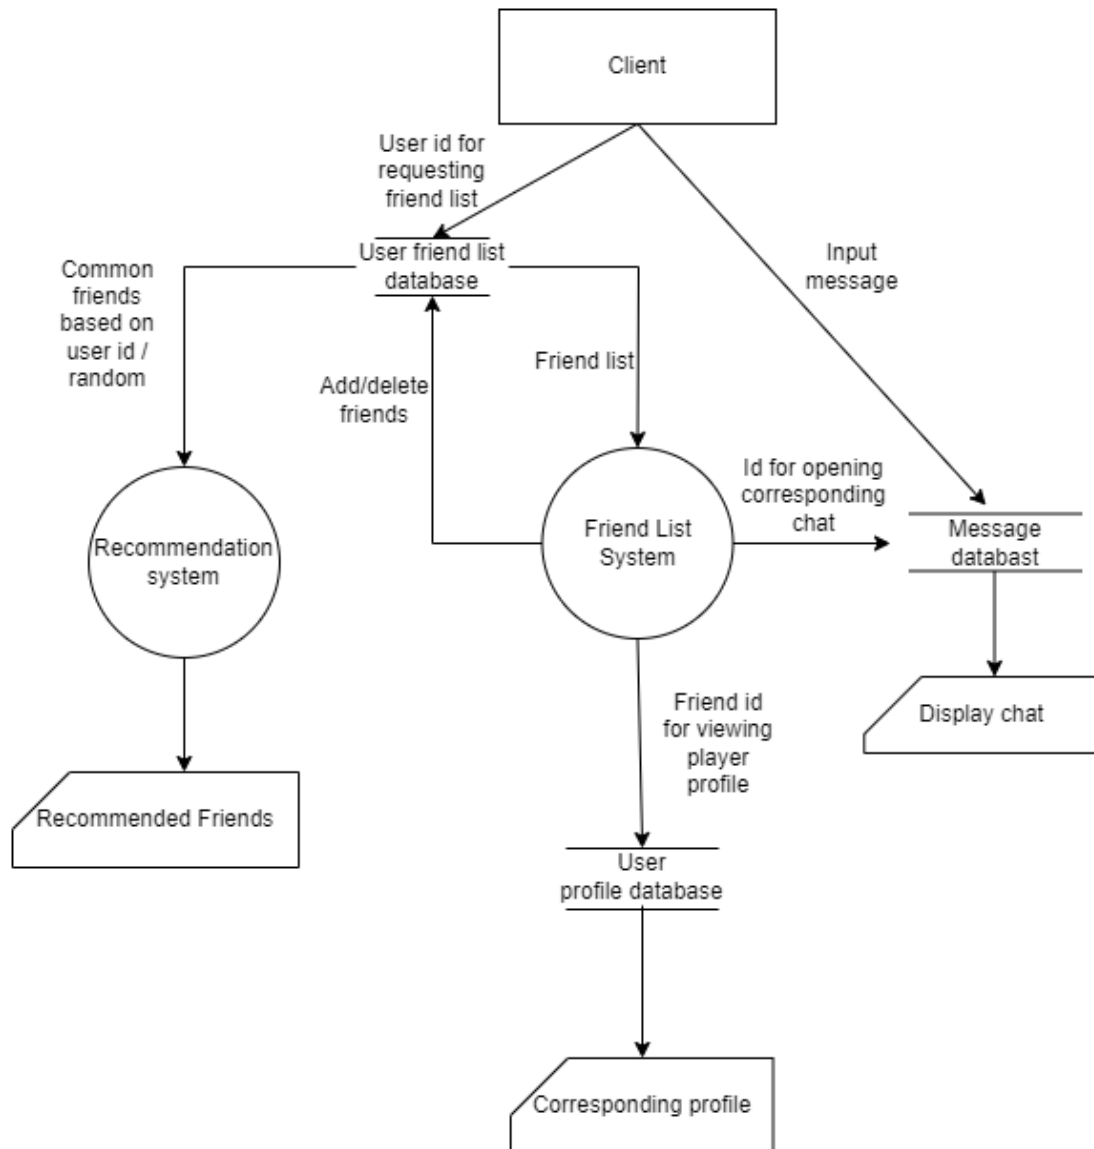 Client
User id for
requesting
friend list
User friend list
database
Input
message
Common
friends
based on
user id /
random
Friend list
Add/delete
friends
Id for opening
corresponding
chat
Recommendation
system
Friend List
System
Message
databast
Friend id
for viewing
player
profile
Display chat
Recommended Friends
User
profile database
Corresponding profile